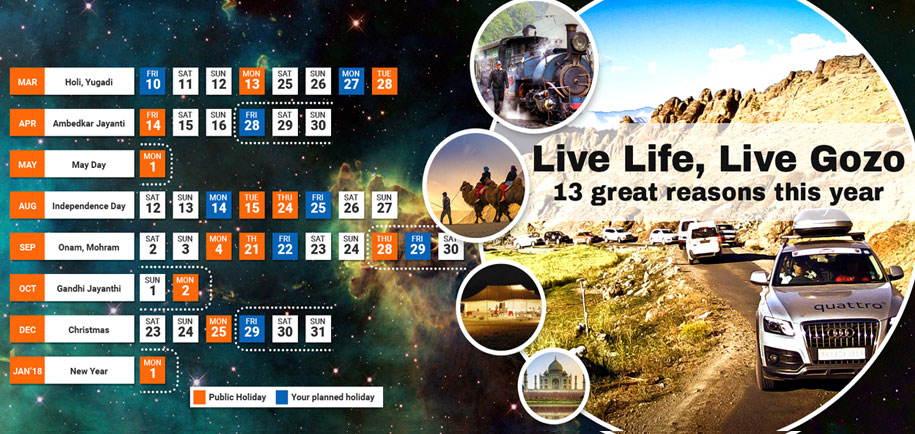 MAR Holi, Yugadi FRI 10 SAT 11 SUN 12 MON 13 SAT 25 SUN 26 MON 27 TUE 28
APR Ambedkar Jayanti FRI 14 SAT 15 SUN 16 FRI 28 SAT 29 SUN 30
MAY May Day MON 1
AUG Independence Day SAT 12 SUN 13 MON 14 TUE 15 THU 24 FRI 25 SAT 26 SUN 27
SEP Onam, Mohram SAT 2 SUN 3 MON 4 TH 21 FRI 22 SAT 23 SUN 24 THU 28 FRI 29 SAT 30
OCT Gandhi Jayanthi SUN 1 MON 2
DEC Christmas SAT 23 SUN 24 MON 25 FRI 29 SAT 30 SUN 31
JAN'18 New Year MON 1
Public Holiday Your planned holiday
Live Life, Live Gozo
13 great reasons this year
quattro